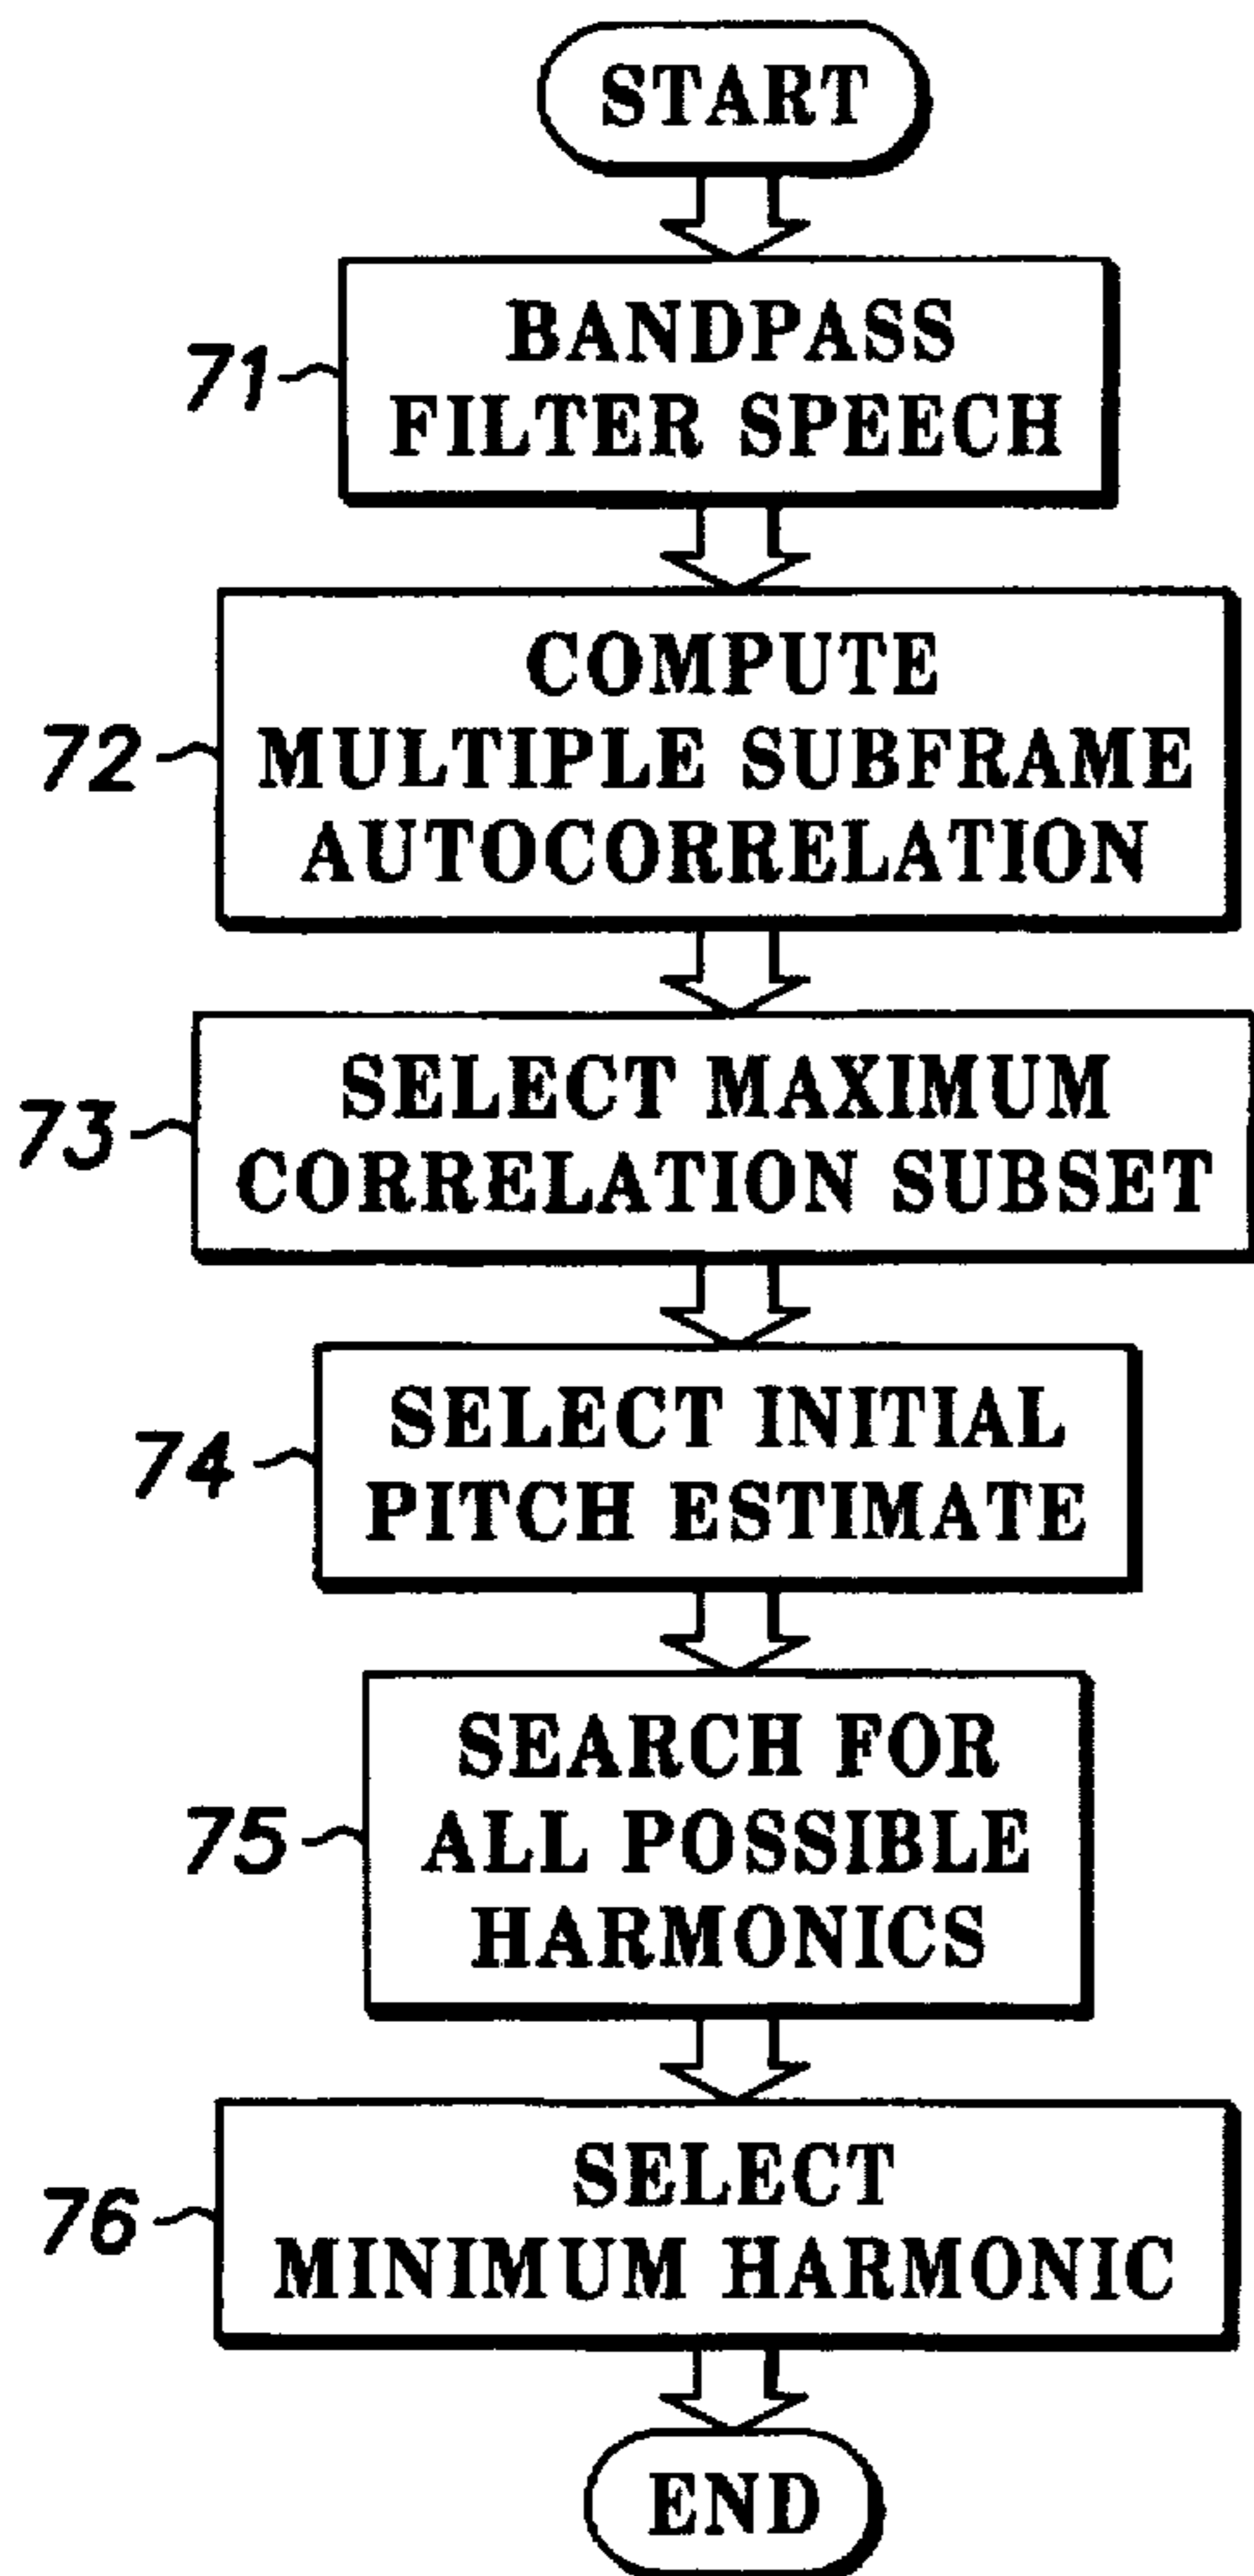 START
71
BANDPASS
FILTER SPEECH
72
COMPUTE
MULTIPLE SUBFRAME
AUTOCORRELATION
73
SELECT MAXIMUM
CORRELATION SUBSET
74
SELECT INITIAL
PITCH ESTIMATE
75
SEARCH FOR
ALL POSSIBLE
HARMONICS
76
SELECT
MINIMUM HARMONIC
END